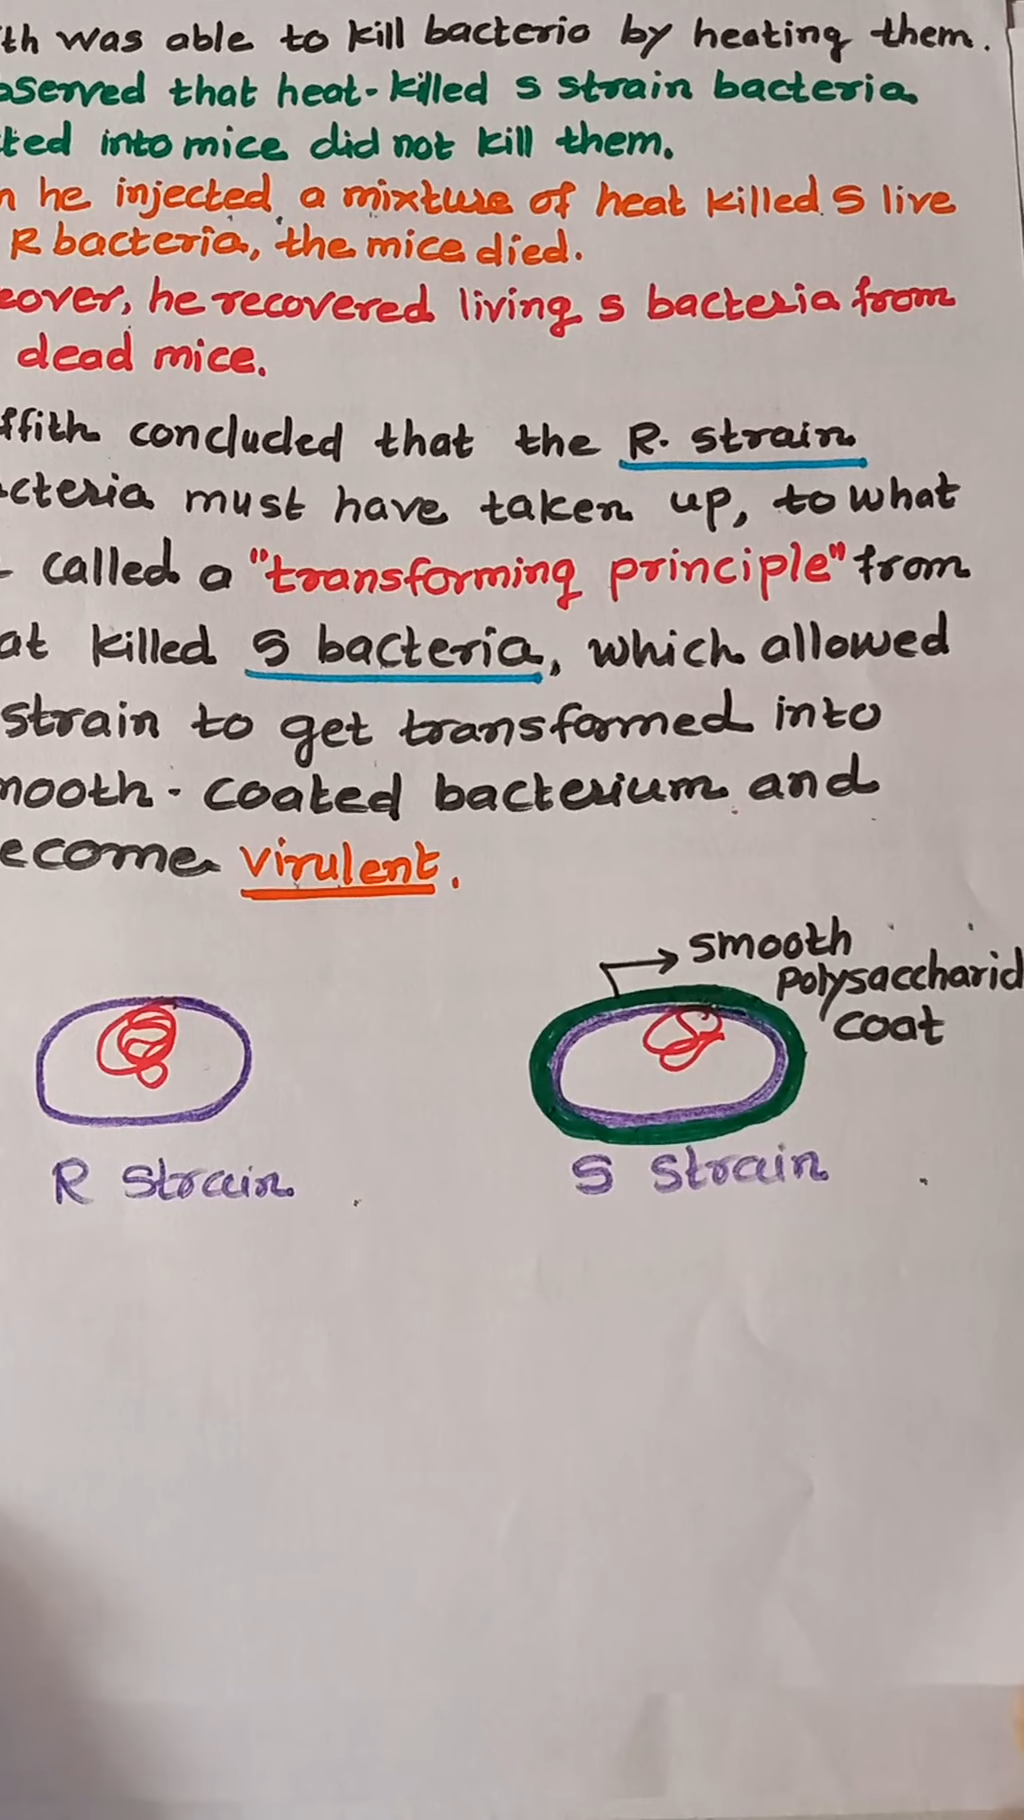 th was able to kill bacteria by heating them.
bserved that heat-killed S strain bacteria
ted into mice did not kill them.
n he injected a mixture of heat killed S live
R bacteria, the mice died.
eover, he recovered living S bacteria from
dead mice.
ffith concluded that the R. strain
cteria must have taken up, to what
called a "transforming principle" from
at killed S bacteria, which allowed
strain to get transformed into
mooth-coated bacterium and
ecome virulent.
smooth
polysaccharid
coat
R Strain
S Strain